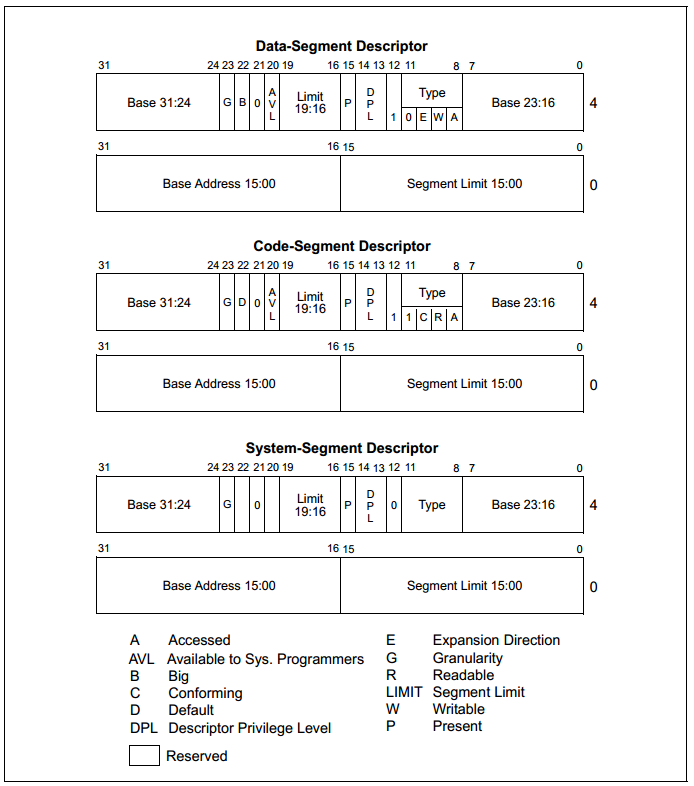 Data-Segment Descriptor
31 24 23 22 21 20 19 16 15 14 13 12 11 8 7 0
Base 31:24 G B 0 AVL Limit 19:16 P DPL 1 Type 0 E W A Base 23:16 4
31 16 15 0
Base Address 15:00 Segment Limit 15:00 0
Code-Segment Descriptor
31 24 23 22 21 20 19 16 15 14 13 12 11 8 7 0
Base 31:24 G D 0 AVL Limit 19:16 P DPL 1 Type 1 C R A Base 23:16 4
31 16 15 0
Base Address 15:00 Segment Limit 15:00 0
System-Segment Descriptor
31 24 23 22 21 20 19 16 15 14 13 12 11 8 7 0
Base 31:24 G 0 Limit 19:16 P DPL 0 Type Base 23:16 4
31 16 15 0
Base Address 15:00 Segment Limit 15:00 0
A Accessed
AVL Available to Sys. Programmers
B Big
C Conforming
D Default
DPL Descriptor Privilege Level
E Expansion Direction
G Granularity
R Readable
LIMIT Segment Limit
W Writable
P Present
Reserved